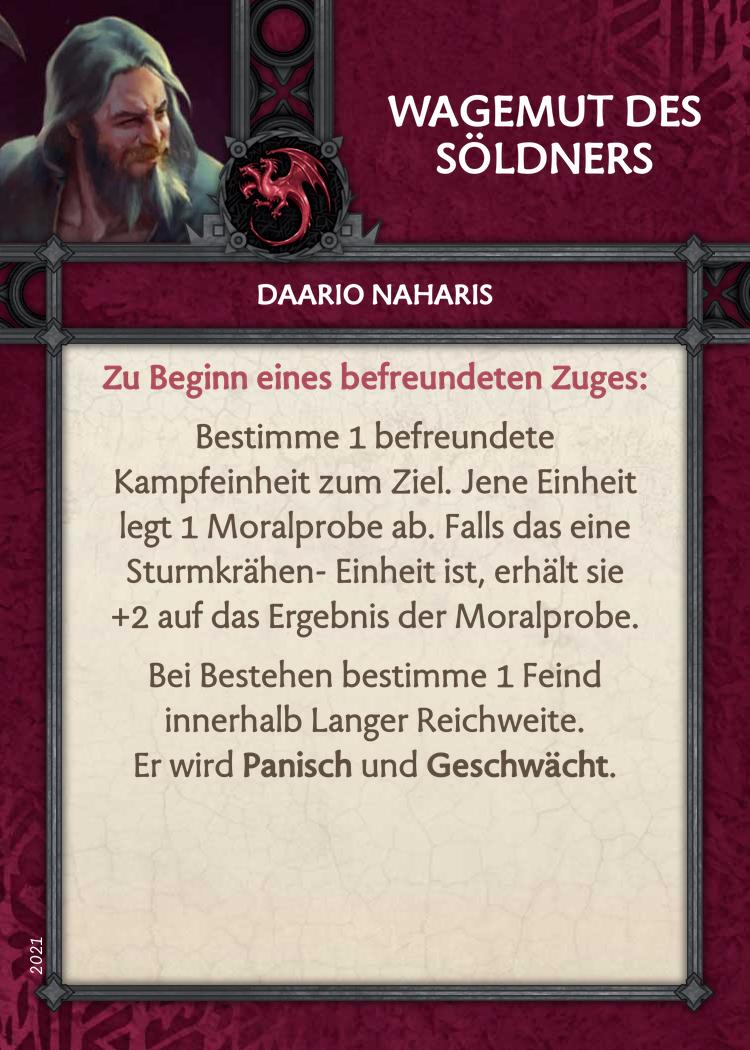 WAGEMUT DES
SÖLDNERS
DAARIO NAHARIS
Zu Beginn eines befreundeten Zuges:
Bestimme 1 befreundete
Kampfeinheit zum Ziel. Jene Einheit
legt 1 Moralprobe ab. Falls das eine
Sturmkrähen- Einheit ist, erhält sie
+2 auf das Ergebnis der Moralprobe.
Bei Bestehen bestimme 1 Feind
innerhalb Langer Reichweite.
Er wird Panisch und Geschwächt.
2021